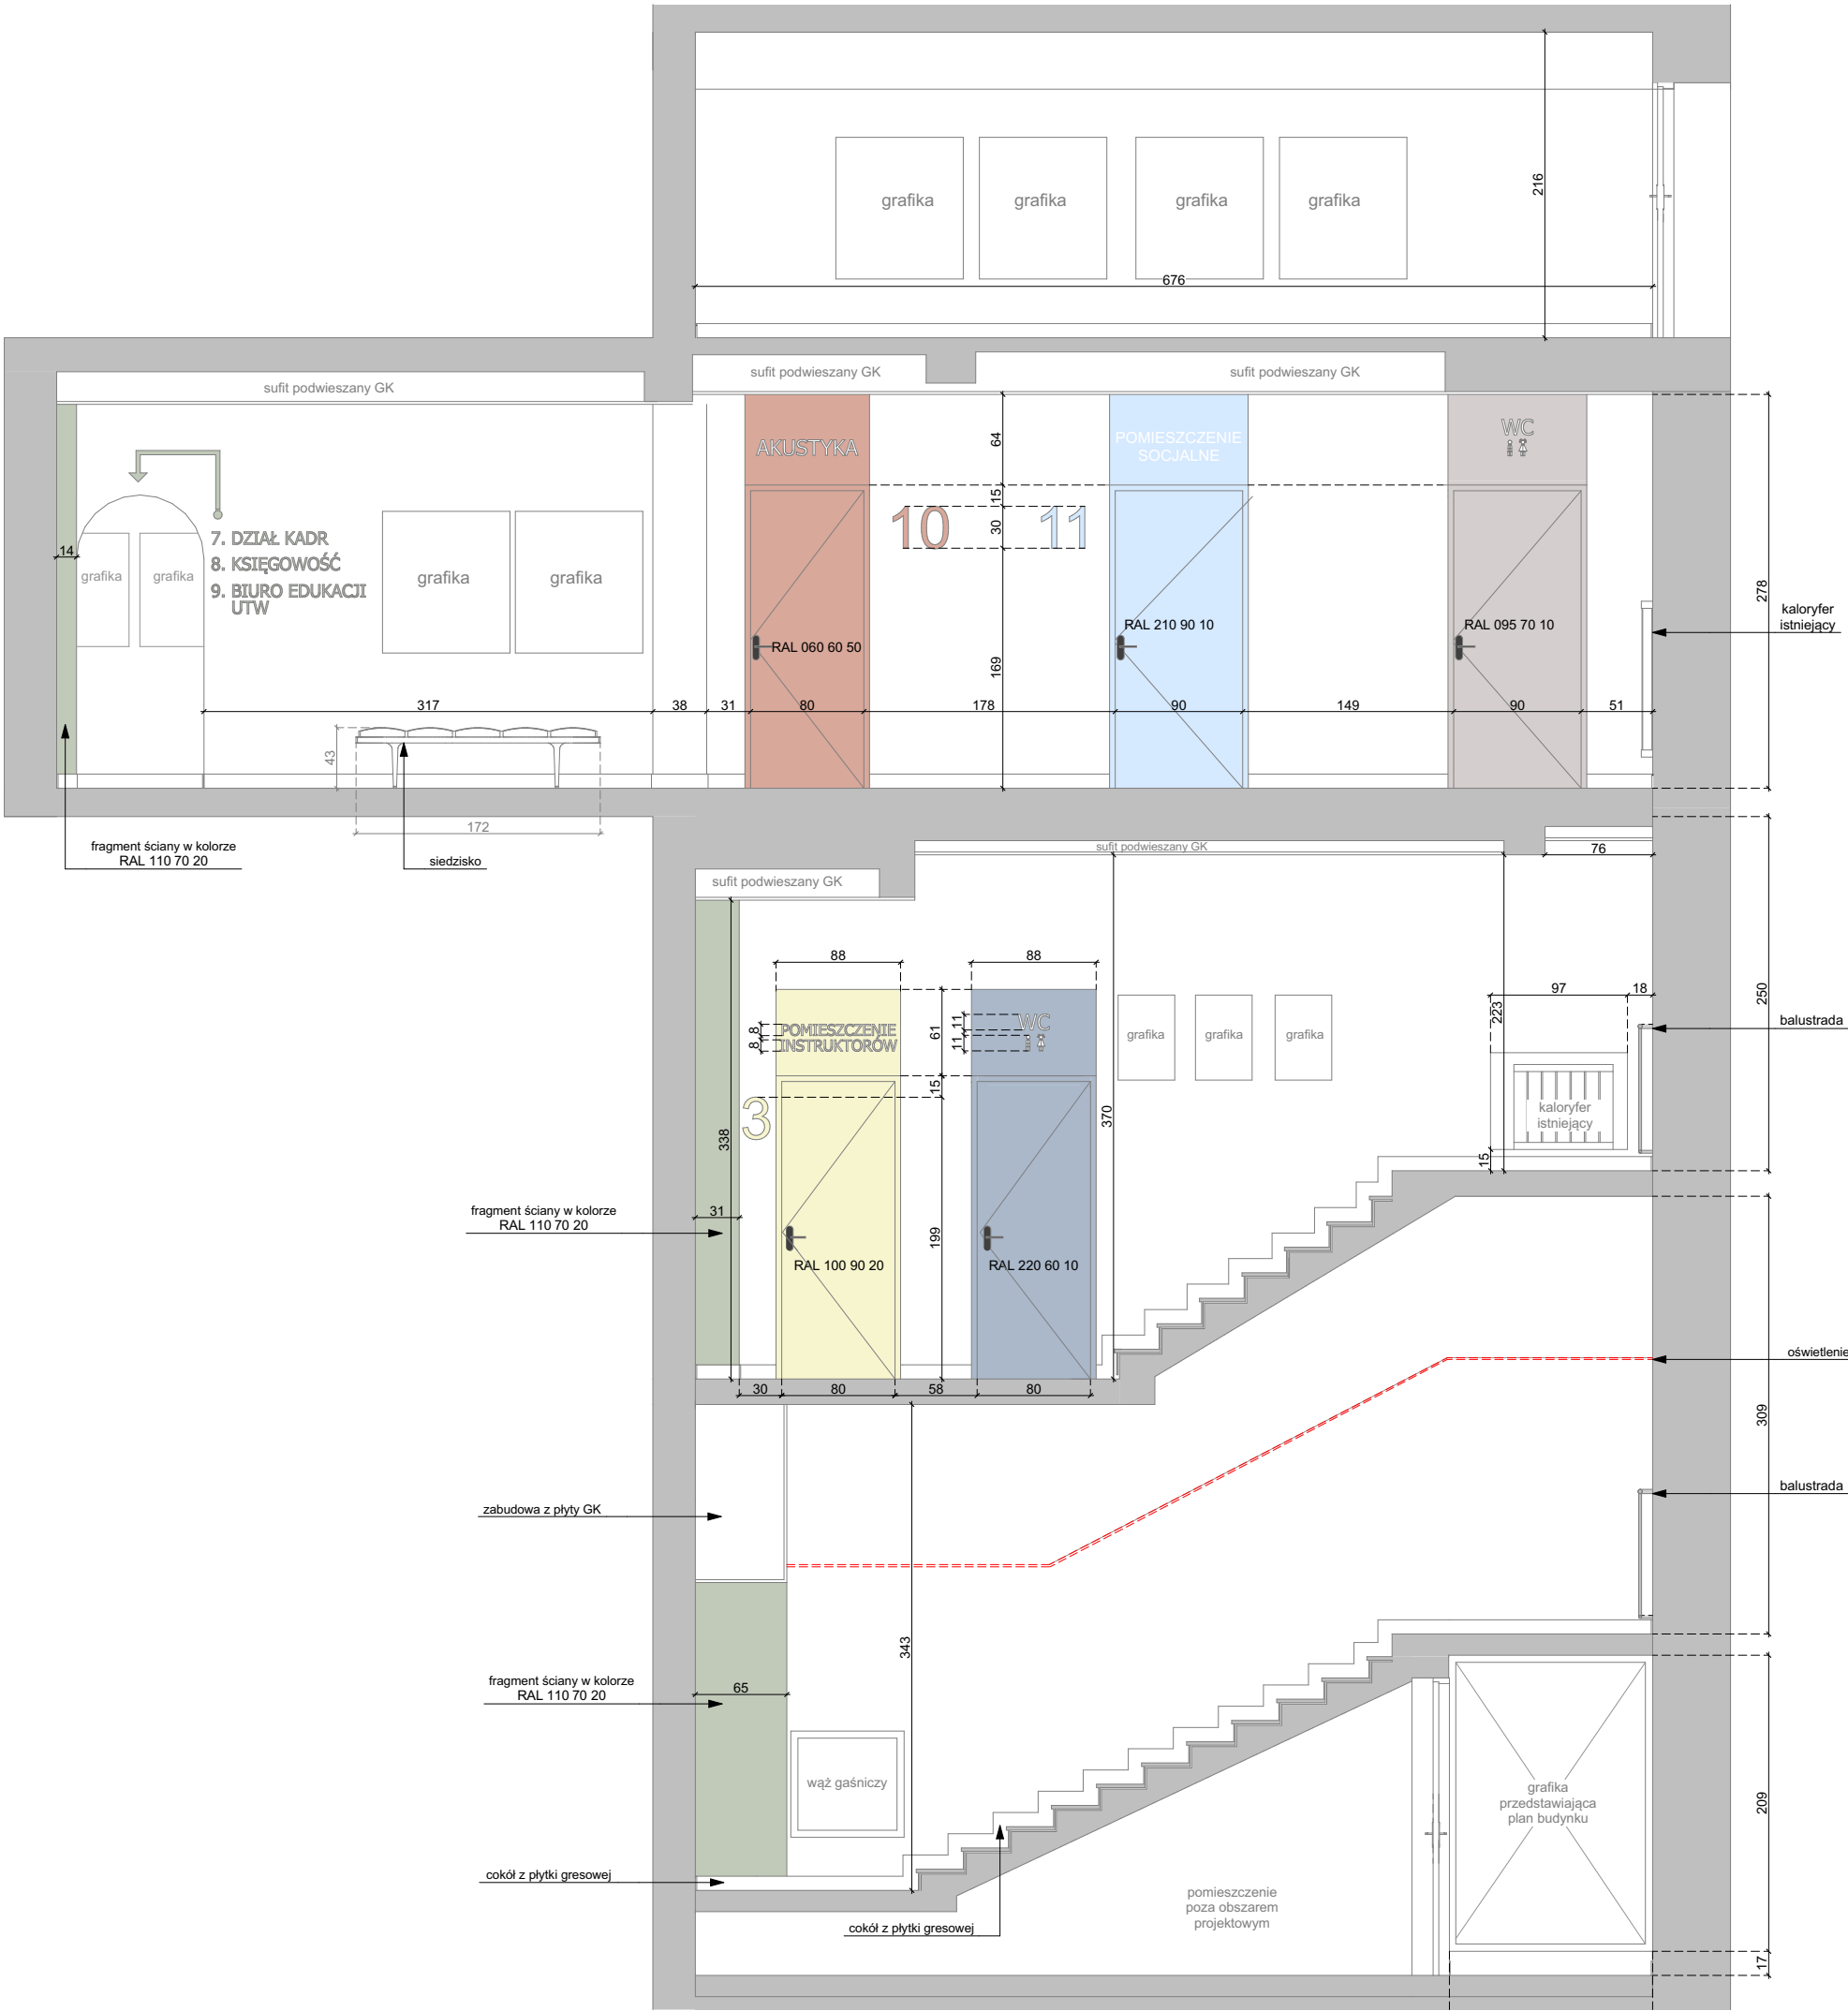 grafika
grafika
grafika
grafika
216
676
sufit podwieszany GK
sufit podwieszany GK
sufit podwieszany GK
AKUSTYKA
POMIESZCZENIE
SOCJALNE
WC
64
15
30
10
11
14
grafika
grafika
7. DZIAŁ KADR
8. KSIĘGOWOŚĆ
9. BIURO EDUKACJI
UTW
grafika
grafika
RAL 060 60 50
RAL 210 90 10
RAL 095 70 10
169
278
kaloryfer
istniejący
317
38
31
80
178
90
149
90
51
43
172
fragment ściany w kolorze
RAL 110 70 20
siedzisko
sufit podwieszany GK
76
sufit podwieszany GK
88
88
POMIESZCZENIE
INSTRUKTORÓW
8
8
61
11
11
WC
15
3
grafika
grafika
grafika
97
18
223
250
balustrada
kaloryfer
istniejący
15
338
370
31
199
fragment ściany w kolorze
RAL 110 70 20
RAL 100 90 20
RAL 220 60 10
30
80
58
80
oświetlenie
309
zabudowa z płyty GK
balustrada
343
fragment ściany w kolorze
RAL 110 70 20
65
wąż gaśniczy
grafika
przedstawiająca
plan budynku
209
cokół z płytki gresowej
cokół z płytki gresowej
pomieszczenie
poza obszarem
projektowym
17